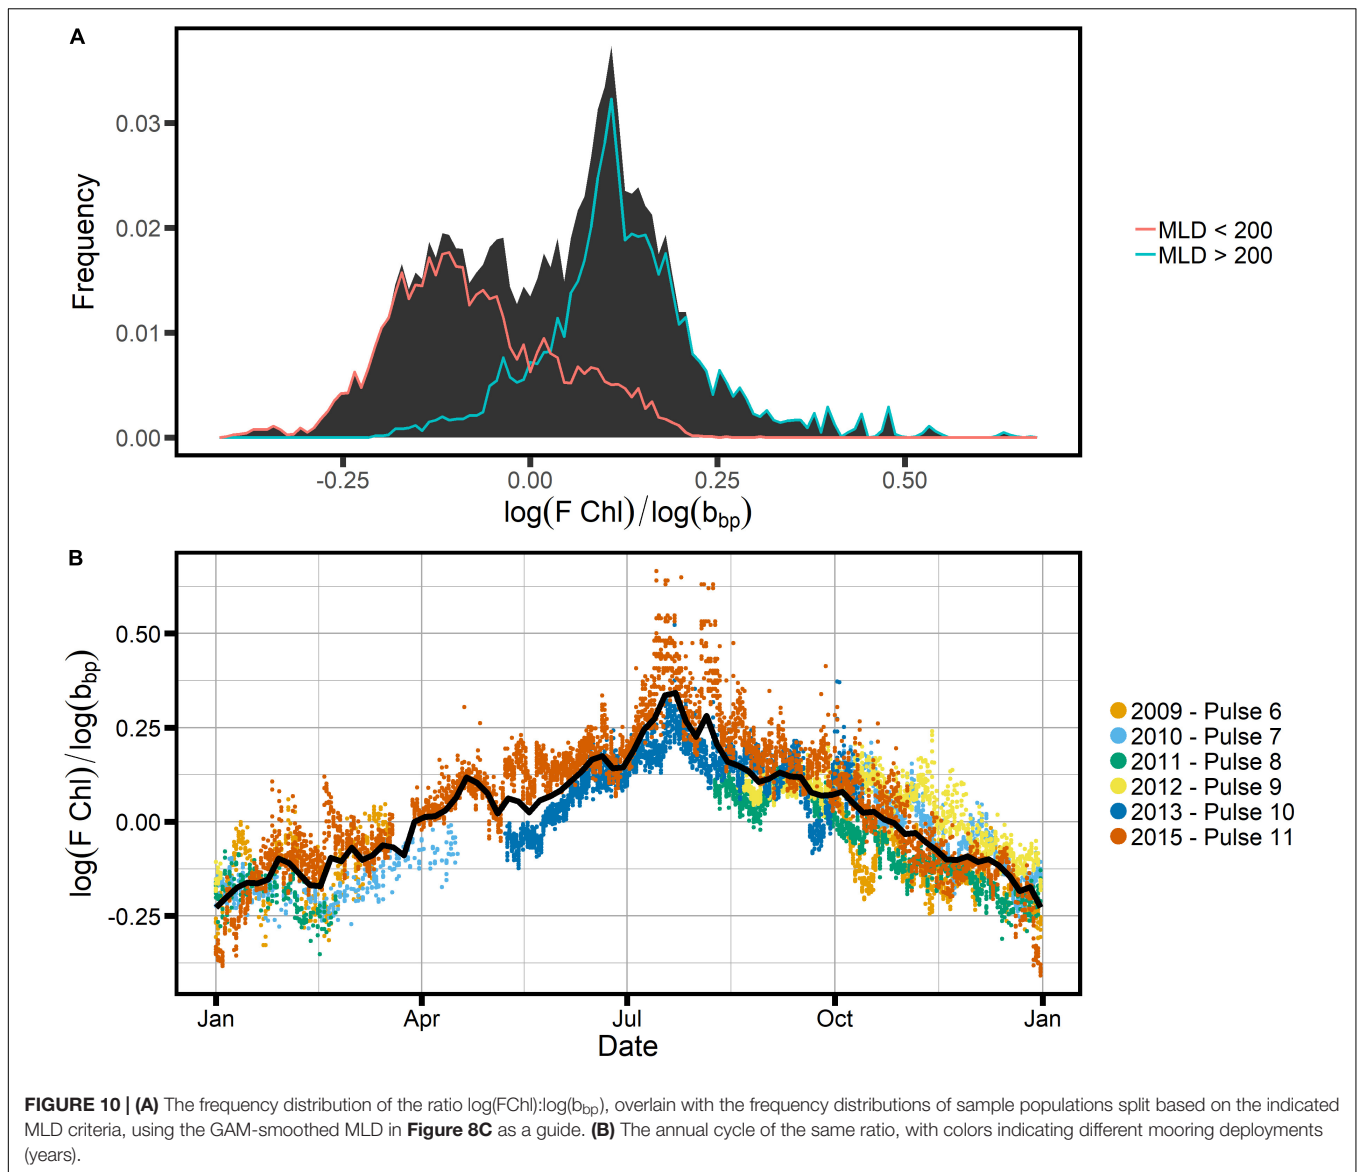 A
Frequency
0.03
0.02
0.01
0.00
-0.25 0.00 0.25 0.50
log(F Chl)/log(b_bp)
MLD < 200
MLD > 200
B
log(F Chl)/log(b_bp)
0.50
0.25
0.00
-0.25
Jan Apr Jul Oct Jan
Date
2009 - Pulse 6
2010 - Pulse 7
2011 - Pulse 8
2012 - Pulse 9
2013 - Pulse 10
2015 - Pulse 11
FIGURE 10 | (A) The frequency distribution of the ratio log(FChl):log(b_bp), overlain with the frequency distributions of sample populations split based on the indicated
MLD criteria, using the GAM-smoothed MLD in Figure 8C as a guide. (B) The annual cycle of the same ratio, with colors indicating different mooring deployments
(years).